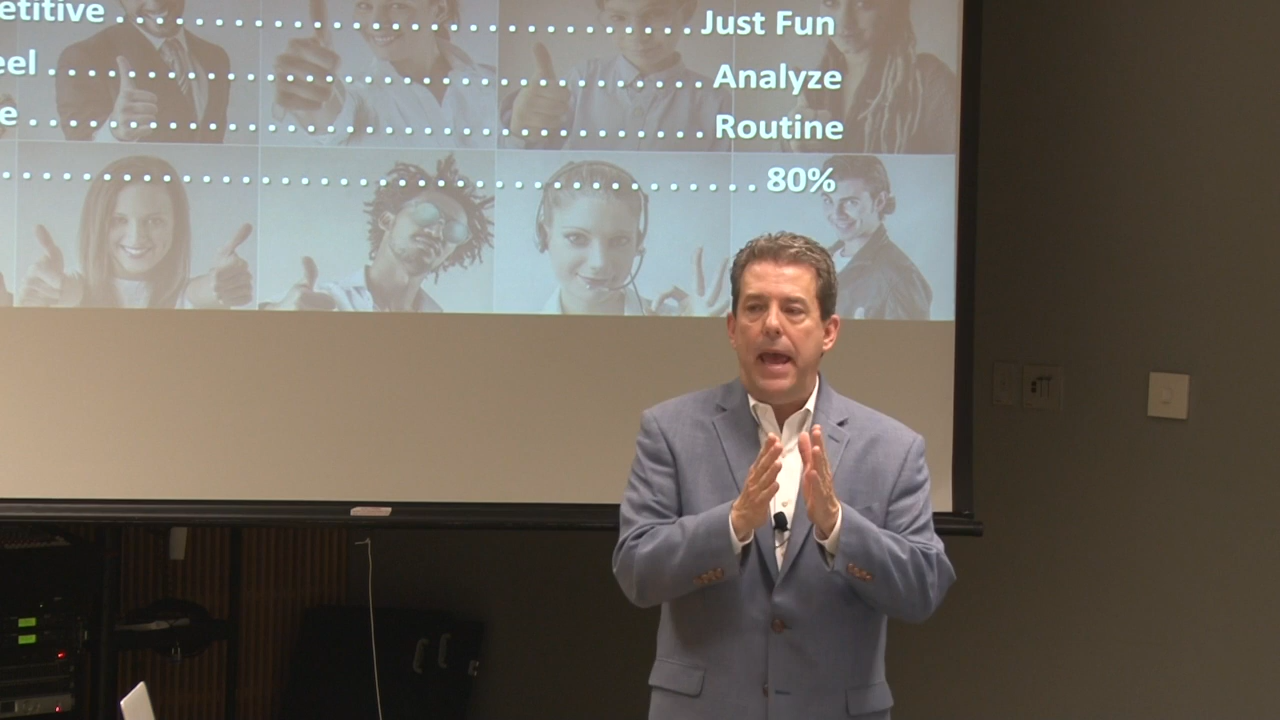 etitive . . . . . . . . . . . . . . . . . . . . . . . . . . . . . . . . . . . . Just Fun
eel . . . . . . . . . . . . . . . . . . . . . . . . . . . . . . . . . . . . . . . . . Analyze
e . . . . . . . . . . . . . . . . . . . . . . . . . . . . . . . . . . . . . . . . . . Routine
. . . . . . . . . . . . . . . . . . . . . . . . . . . . . . . . . . . . . . . . . . . . . . 80%